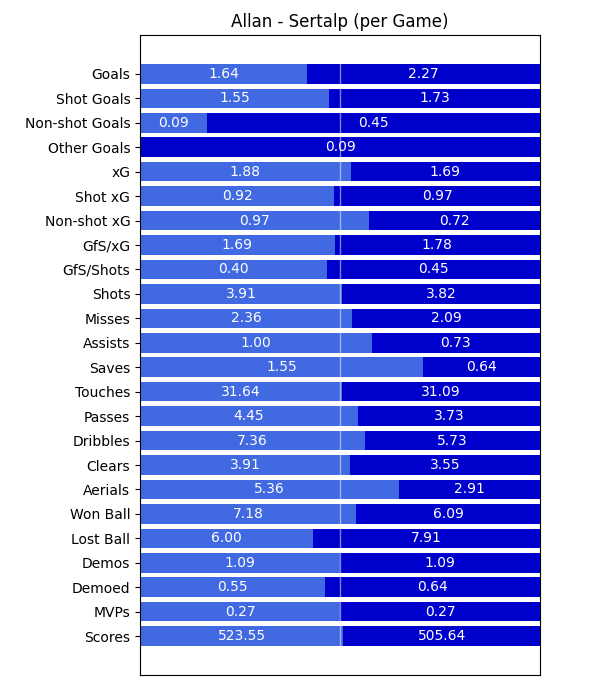 Allan - Sertalp (per Game)
Goals 1.64 2.27
Shot Goals 1.55 1.73
Non-shot Goals 0.09 0.45
Other Goals 0.09
xG 1.88 1.69
Shot xG 0.92 0.97
Non-shot xG 0.97 0.72
GfS/xG 1.69 1.78
GfS/Shots 0.40 0.45
Shots 3.91 3.82
Misses 2.36 2.09
Assists 1.00 0.73
Saves 1.55 0.64
Touches 31.64 31.09
Passes 4.45 3.73
Dribbles 7.36 5.73
Clears 3.91 3.55
Aerials 5.36 2.91
Won Ball 7.18 6.09
Lost Ball 6.00 7.91
Demos 1.09 1.09
Demoed 0.55 0.64
MVPs 0.27 0.27
Scores 523.55 505.64